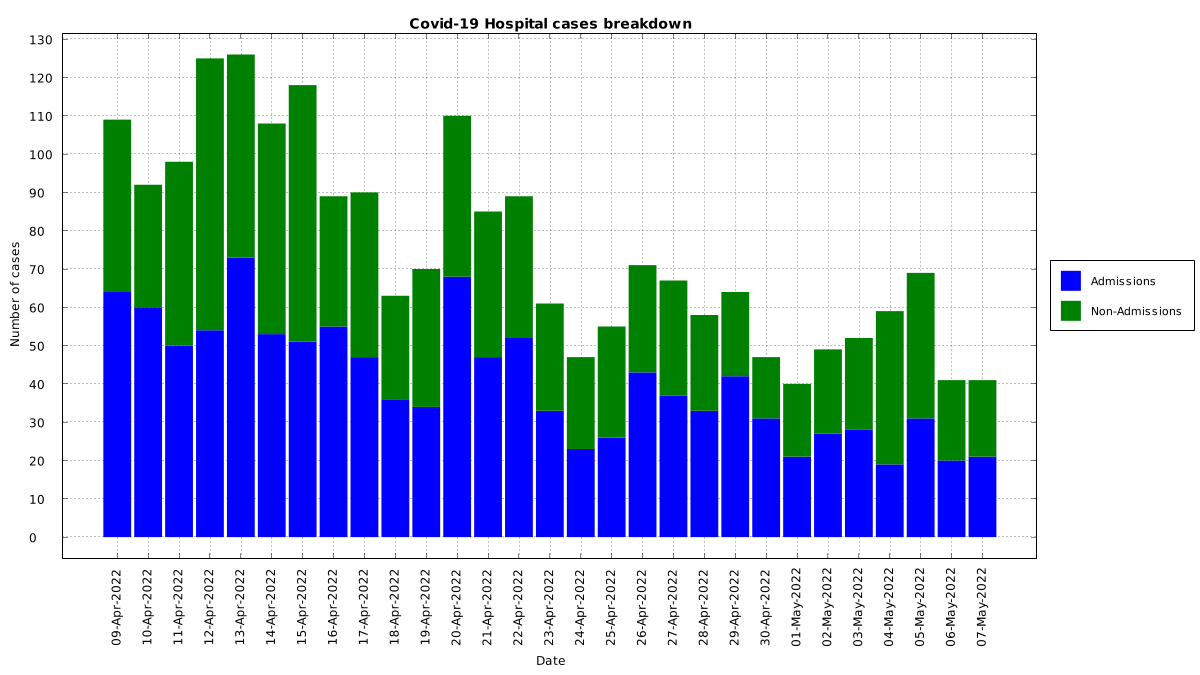 Covid-19 Hospital cases breakdown
130
120
110
100
90
80
70
60
50
40
30
20
10
0
Number of cases
Admissions
Non-Admissions
09-Apr-2022
10-Apr-2022
11-Apr-2022
12-Apr-2022
13-Apr-2022
14-Apr-2022
15-Apr-2022
16-Apr-2022
17-Apr-2022
18-Apr-2022
19-Apr-2022
20-Apr-2022
21-Apr-2022
22-Apr-2022
23-Apr-2022
24-Apr-2022
25-Apr-2022
26-Apr-2022
27-Apr-2022
28-Apr-2022
29-Apr-2022
30-Apr-2022
01-May-2022
02-May-2022
03-May-2022
04-May-2022
05-May-2022
06-May-2022
07-May-2022
Date